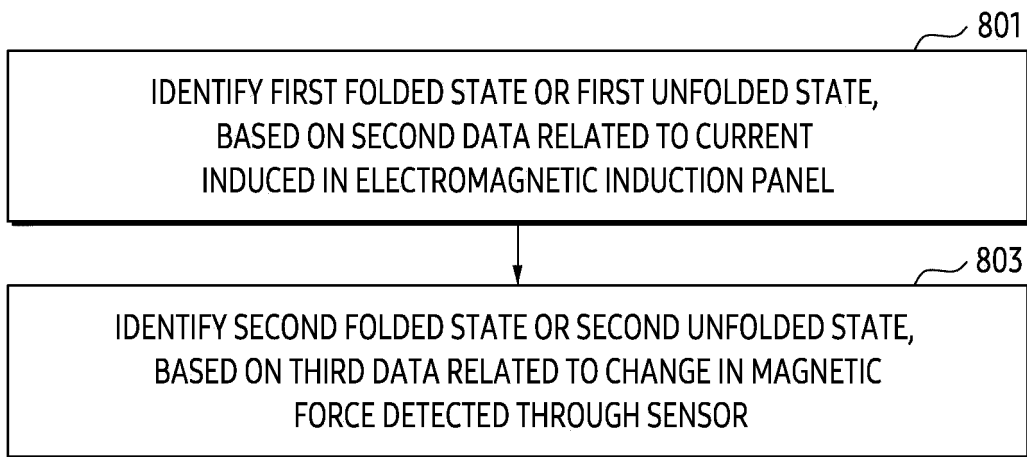 801
IDENTIFY FIRST FOLDED STATE OR FIRST UNFOLDED STATE,
BASED ON SECOND DATA RELATED TO CURRENT
INDUCED IN ELECTROMAGNETIC INDUCTION PANEL
803
IDENTIFY SECOND FOLDED STATE OR SECOND UNFOLDED STATE,
BASED ON THIRD DATA RELATED TO CHANGE IN MAGNETIC
FORCE DETECTED THROUGH SENSOR